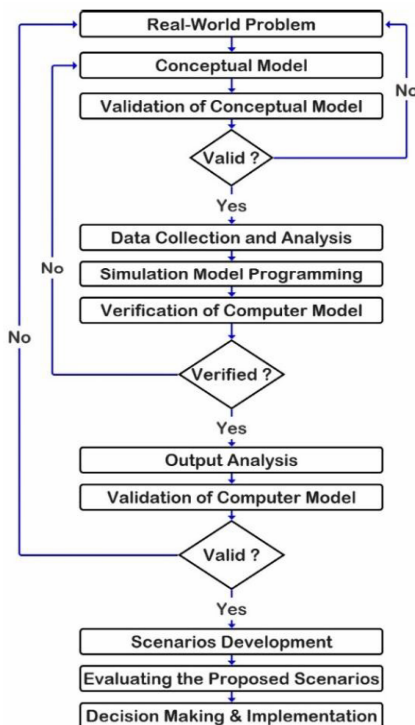 Real-World Problem
Conceptual Model
No
Validation of Conceptual Model
Valid ?
Yes
Data Collection and Analysis
No
Simulation Model Programming
Verification of Computer Model
No
Verified ?
Yes
Output Analysis
Validation of Computer Model
Valid ?
Yes
Scenarios Development
Evaluating the Proposed Scenarios
Decision Making & Implementation